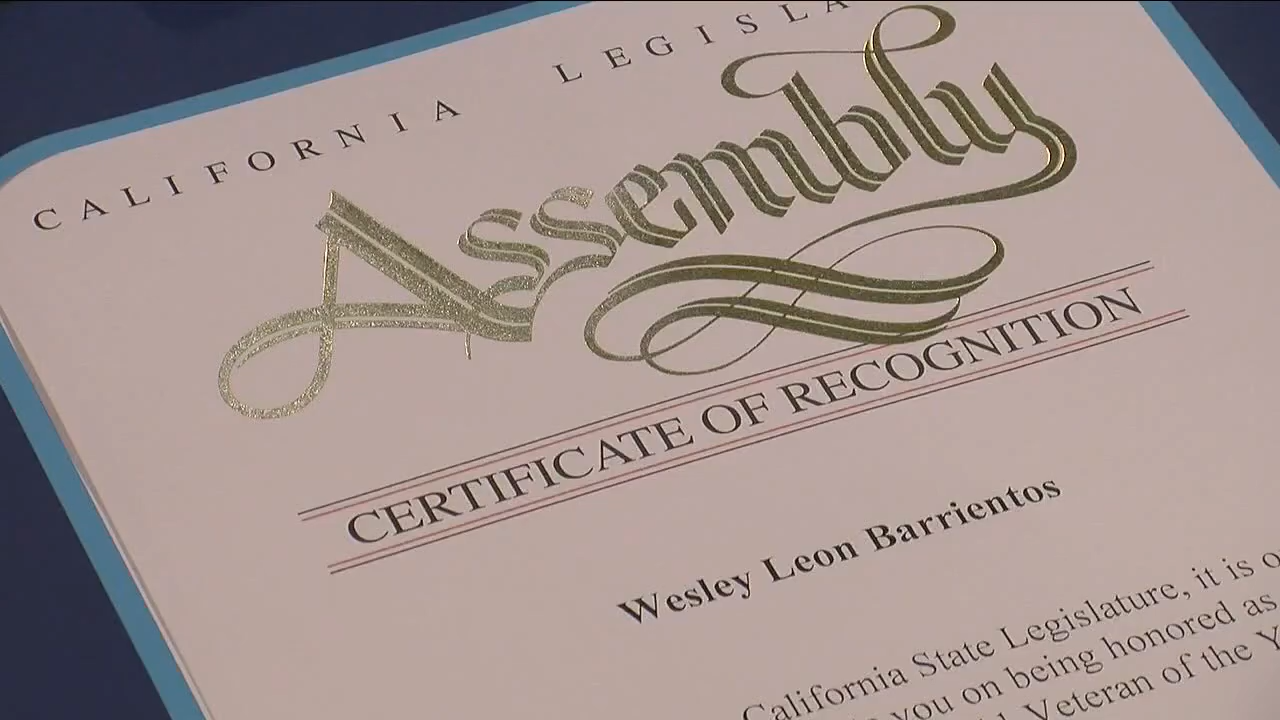 CALIFORNIA LEGISLA
Assembly
CERTIFICATE OF RECOGNITION
Wesley Leon Barrientos
California State Legislature, it is
you on being honored as
Veteran of the Y